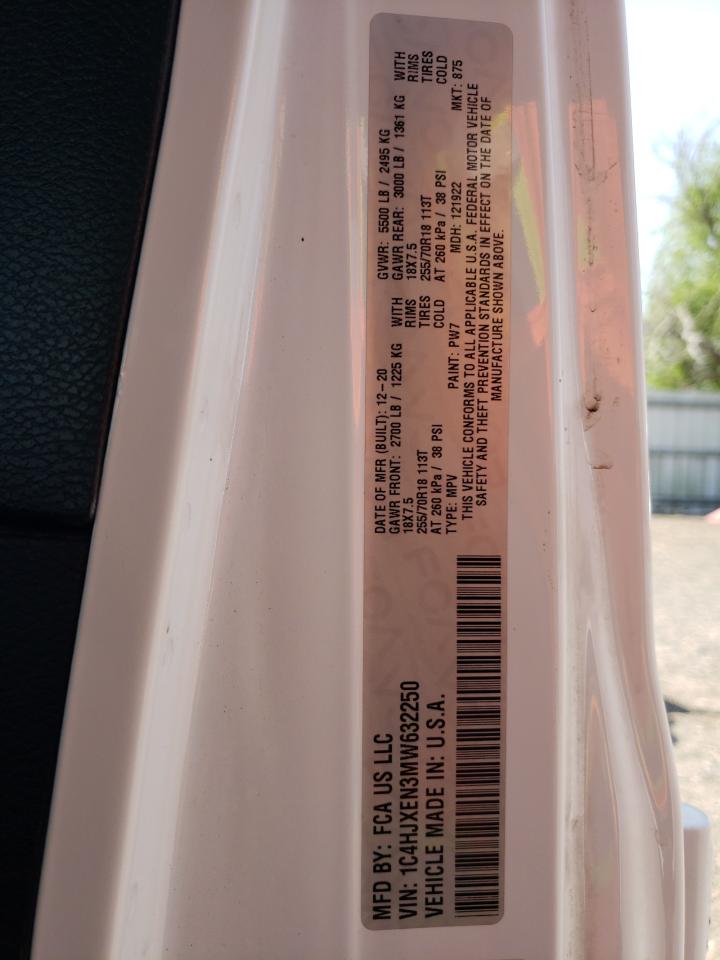 MFD BY: FCA US LLC
VIN: 1C4HJXEN3MW632250
VEHICLE MADE IN: U.S.A.
DATE OF MFR (BUILT): 12-20 GVWR: 5500 LB / 2495 KG
GAWR FRONT: 2700 LB / 1225 KG WITH GAWR REAR: 3000 LB / 1361 KG WITH
18X7.5 RIMS 18X7.5 RIMS
255/70R18 113T TIRES 255/70R18 113T TIRES
AT 260 kPa / 38 PSI COLD AT 260 kPa / 38 PSI COLD
TYPE: MPV PAINT: PW7 MDH: 121922 MKT: 875
THIS VEHICLE CONFORMS TO ALL APPLICABLE U.S.A. FEDERAL MOTOR VEHICLE
SAFETY AND THEFT PREVENTION STANDARDS IN EFFECT ON THE DATE OF
MANUFACTURE SHOWN ABOVE.